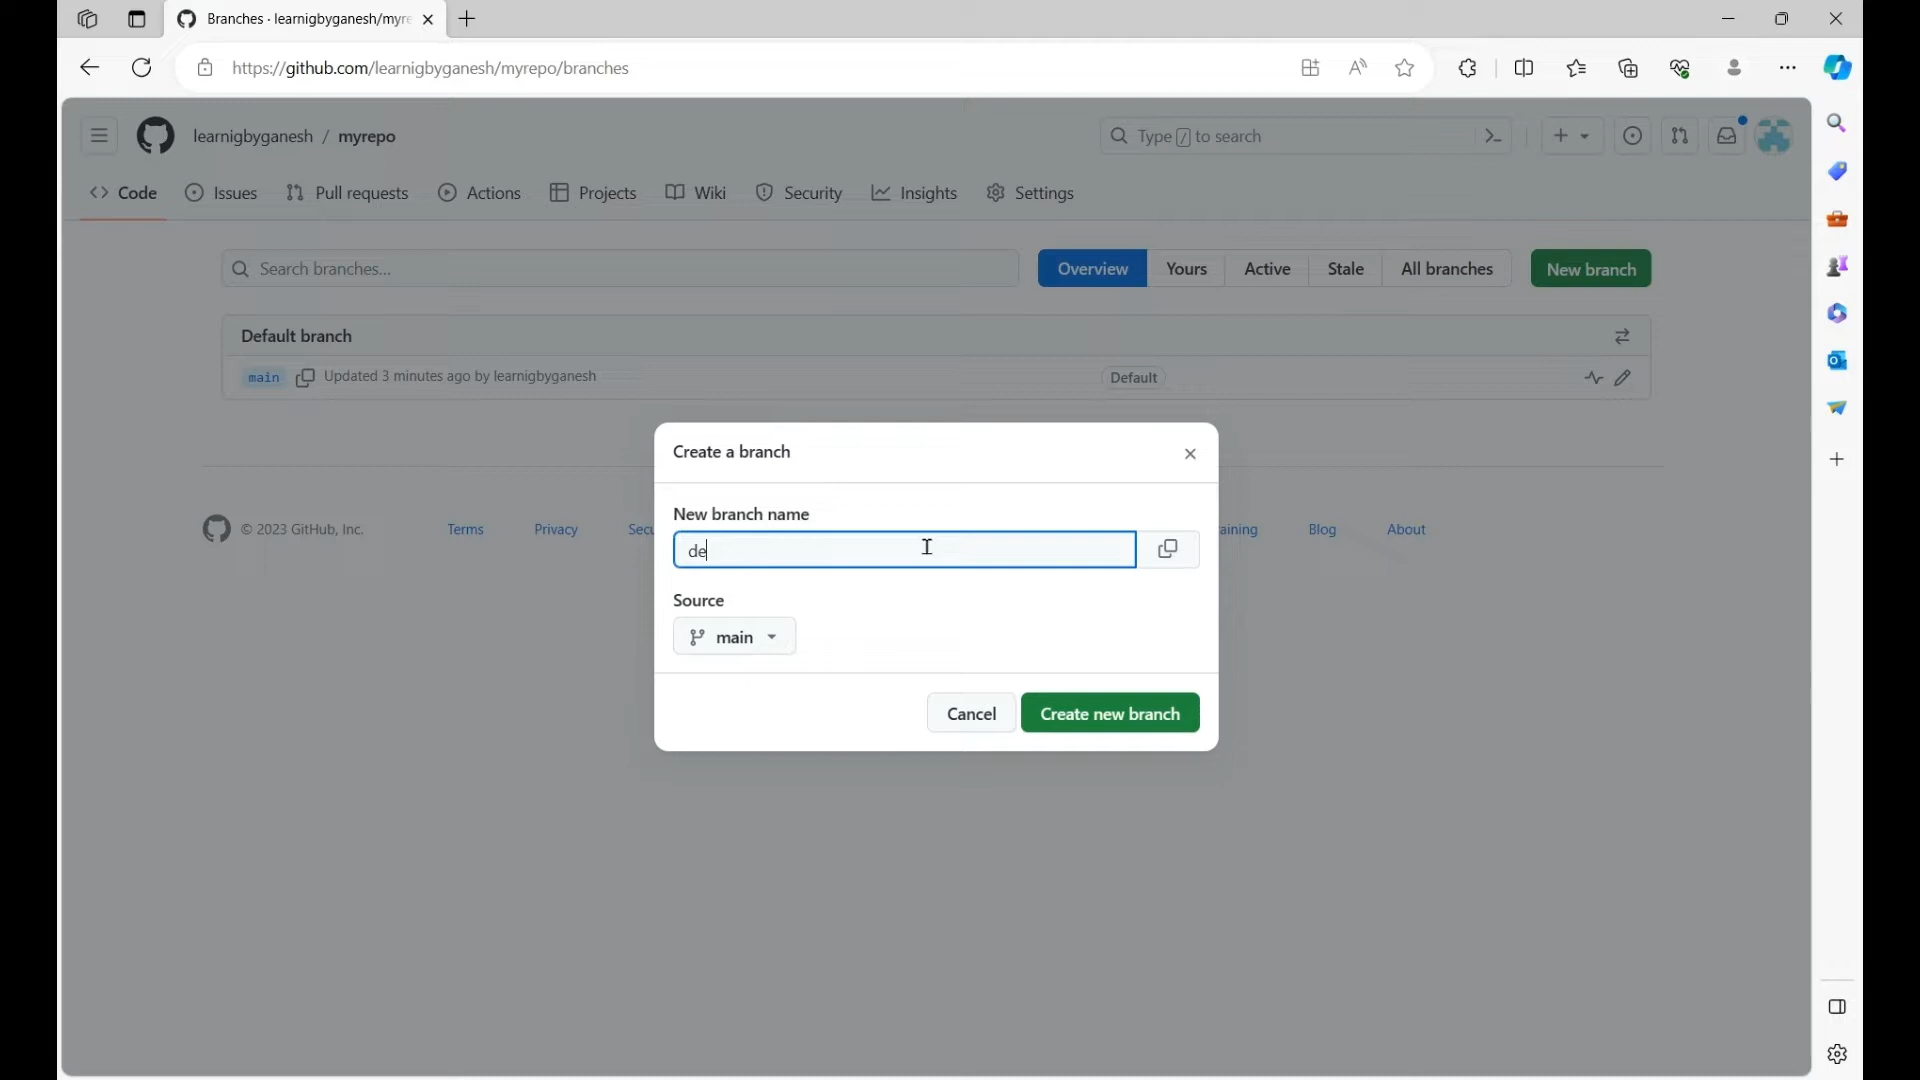 Branches · learnigbyganesh/myre
https://github.com/learnigbyganesh/myrepo/branches
learnigbyganesh / myrepo
Type / to search
Code Issues Pull requests Actions Projects Wiki Security Insights Settings
Search branches...
Overview Yours Active Stale All branches New branch
Default branch
main Updated 3 minutes ago by learnigbyganesh Default
Create a branch
New branch name
© 2023 GitHub, Inc. Terms Privacy Secu aining Blog About
de
Source
main
Cancel Create new branch